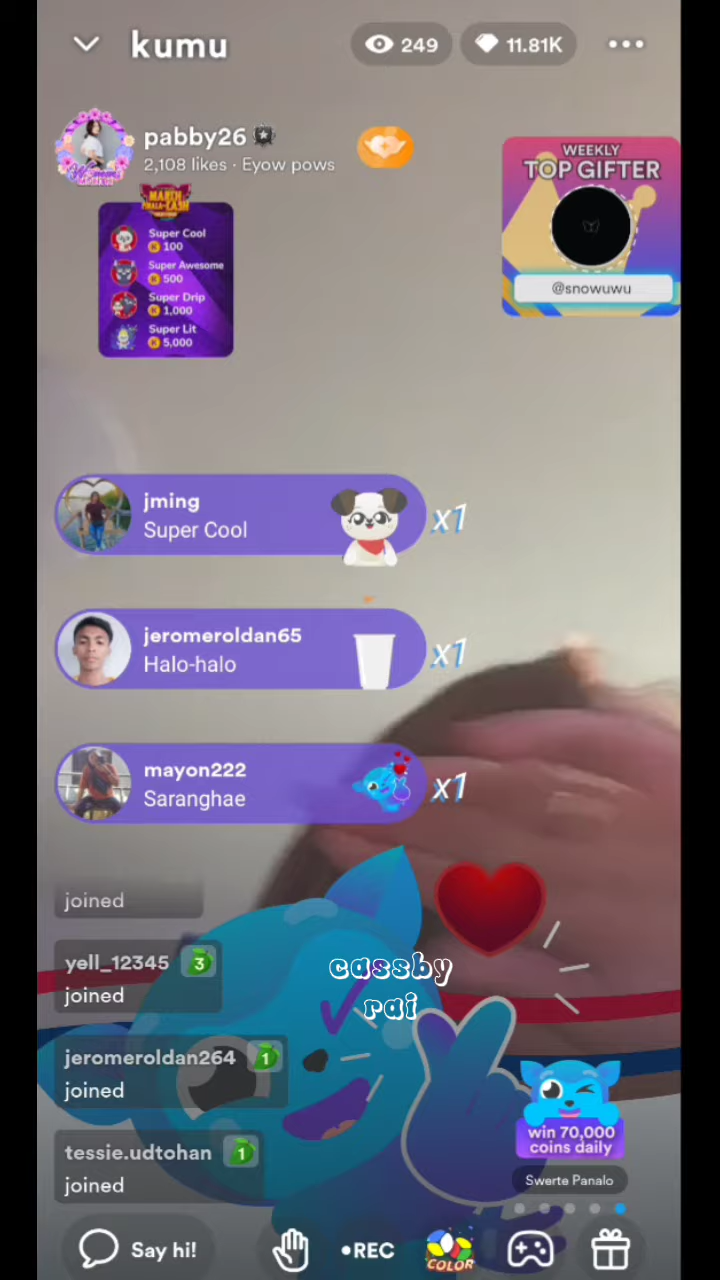 kumu
249
11.81K
pabby26
2,108 likes · Eyow pows
WEEKLY
TOP GIFTER
@snowuwu
Super Cool
100
Super Awesome
500
Super Drip
1,000
Super Lit
5,000
jming
Super Cool
x1
jeromeroldan65
Halo-halo
x1
mayon222
Saranghae
x1
joined
yell_12345 3
joined
jeromeroldan264 1
joined
tessie.udtohan 1
joined
cassby
rai
win 70,000
coins daily
Swerte Panalo
Say hi!
•REC
COLOR